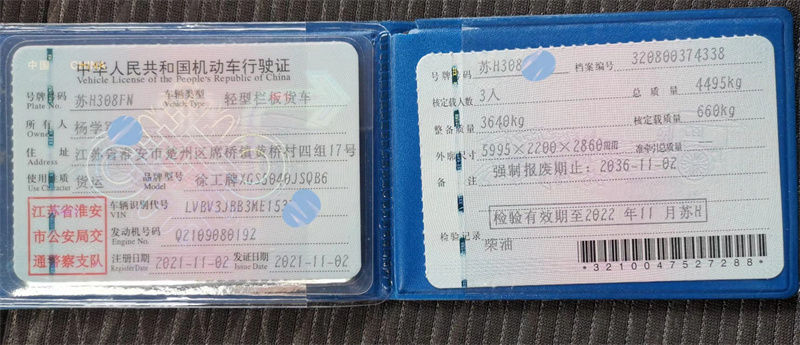 中国 CHINA
中华人民共和国机动车行驶证
Vehicle License of the People's Republic of China
号牌号码 苏H308FN 车辆类型 轻型栏板货车
Plate No. Vehicle Type
所有人 杨学
Owner
住址 江苏省淮安市楚州区席桥镇黄桥村四组17号
Address
使用性质 货运 品牌型号 徐工牌XGS5040JSQB6
Use Character Model
江苏省淮安
市公安局交
通警察支队
车辆识别代号 LVBV3JBB3ME153
VIN
发动机号码 Q2109080192
Engine No.
注册日期 2021-11-02 发证日期 2021-11-02
Register Date Issue Date
号牌号码 苏H308 档案编号 320800374338
核定载人数 3人 总质量 4495kg
整备质量 3640kg 核定载质量 660kg
外廓尺寸 5995×2200×2860mm 准牵引总质量
备注 强制报废期止:2036-11-02
检验有效期至2022 年11月苏H
检验记录 柴油
*3210047527288*